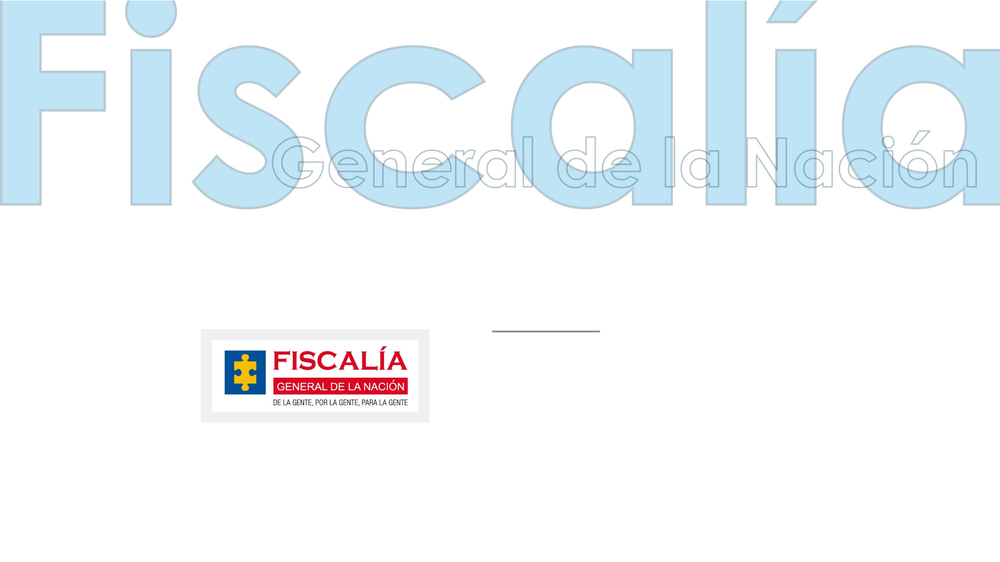 Fiscalía
General de la Nación
FISCALÍA
GENERAL DE LA NACIÓN
DE LA GENTE, POR LA GENTE, PARA LA GENTE